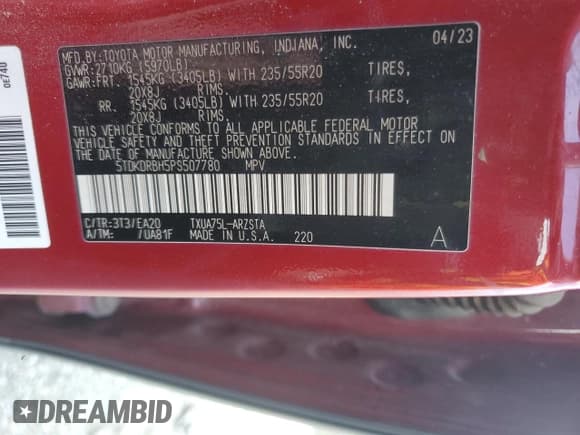 MFD.BY:TOYOTA MOTOR MANUFACTURING, INDIANA, INC. 04/23
GVWR:2710KG (5970LB)
GAWR:FRT. 1545KG (3405LB) WITH 235/55R20 TIRES,
20X8J RIMS,
RR. 1545KG (3405LB) WITH 235/55R20 TIRES,
20X8J RIMS,
THIS VEHICLE CONFORMS TO ALL APPLICABLE FEDERAL MOTOR
VEHICLE SAFETY AND THEFT PREVENTION STANDARDS IN EFFECT ON
THE DATE OF MANUFACTURE SHOWN ABOVE.
5TDKDRBH5PS507780 MPV
C/TR:3T3/EA20 TXUA75L-ARZSTA
A/TM: /UA81F MADE IN U.S.A. 220 A
0E740
DREAMBID